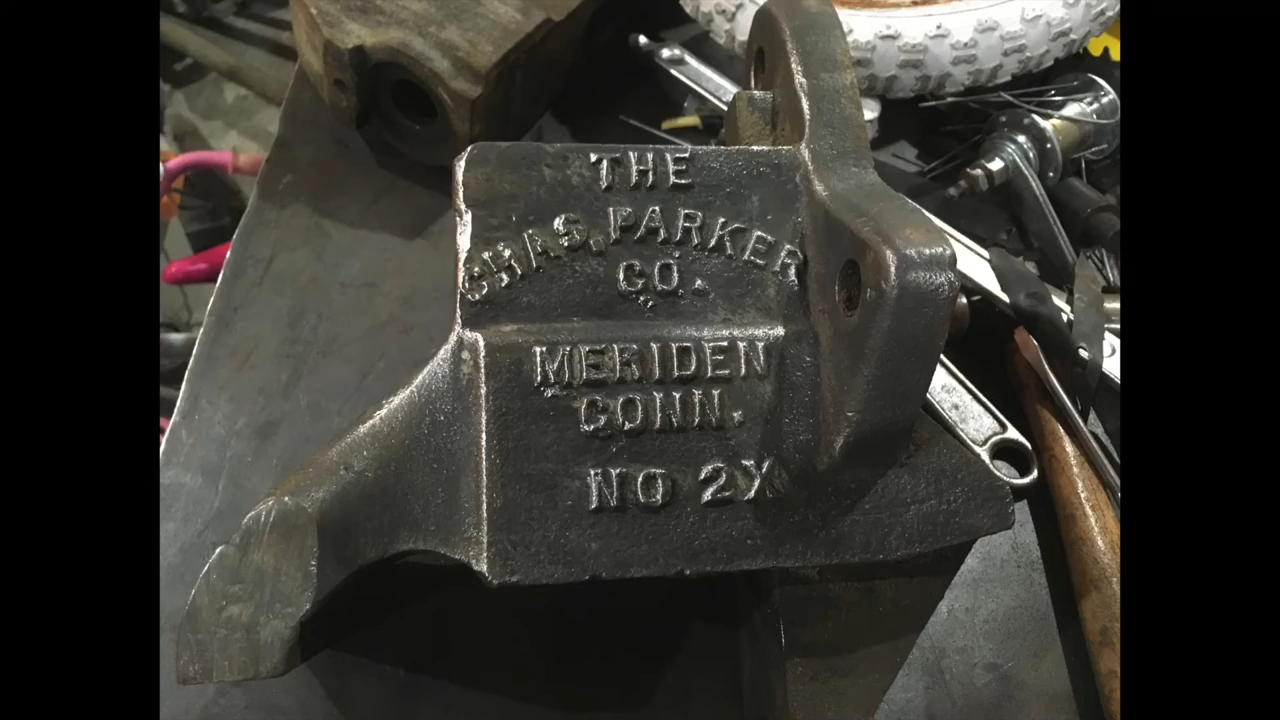 THE
CHAS. PARKER
CO.
MERIDEN
CONN.
NO 2X